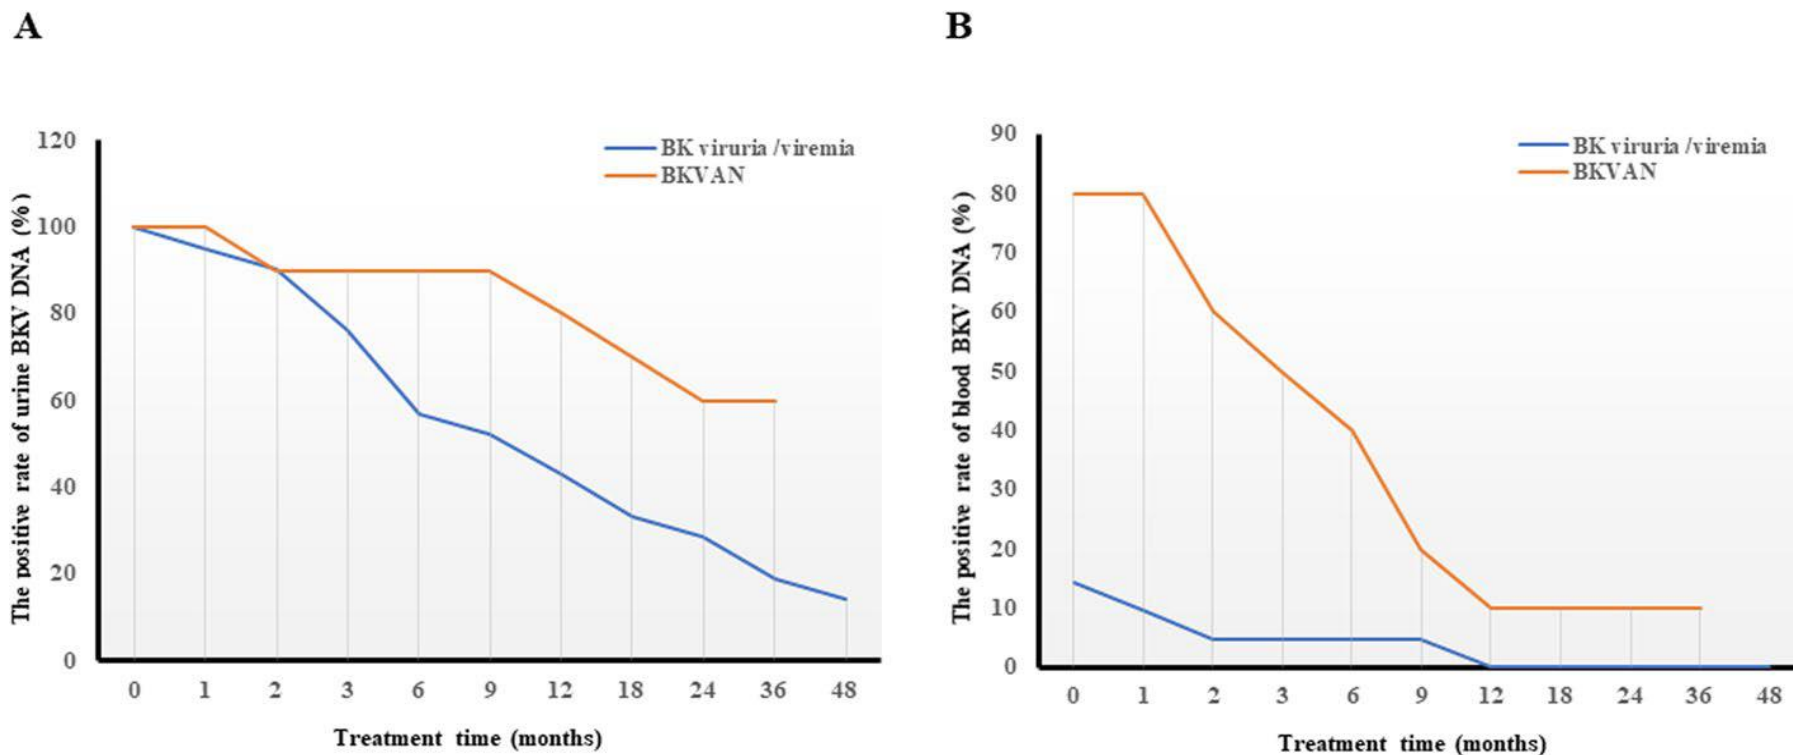 A
The positive rate of urine BKV DNA (%)
120
100
80
60
40
20
0
BK viruria /viremia
BKVAN
0 1 2 3 6 9 12 18 24 36 48
Treatment time (months)
B
The positive rate of blood BKV DNA (%)
90
80
70
60
50
40
30
20
10
0
BK viruria /viremia
BKVAN
0 1 2 3 6 9 12 18 24 36 48
Treatment time (months)